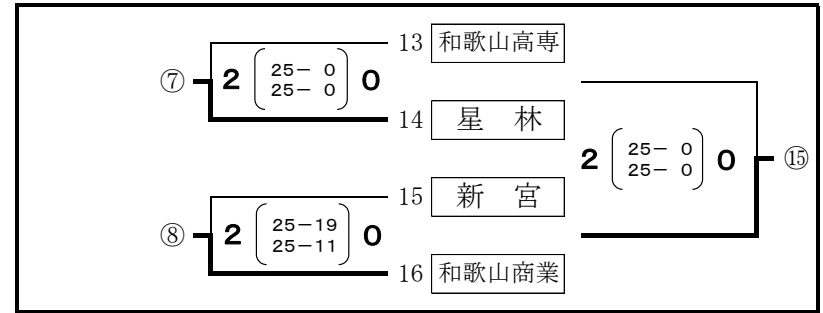 13 和歌山高専
⑦ 2 25－ 0 0
25－ 0
14 星 林
2 25－ 0 0 ⑮
25－ 0
15 新 宮
⑧ 2 25－19 0
25－11
16 和歌山商業